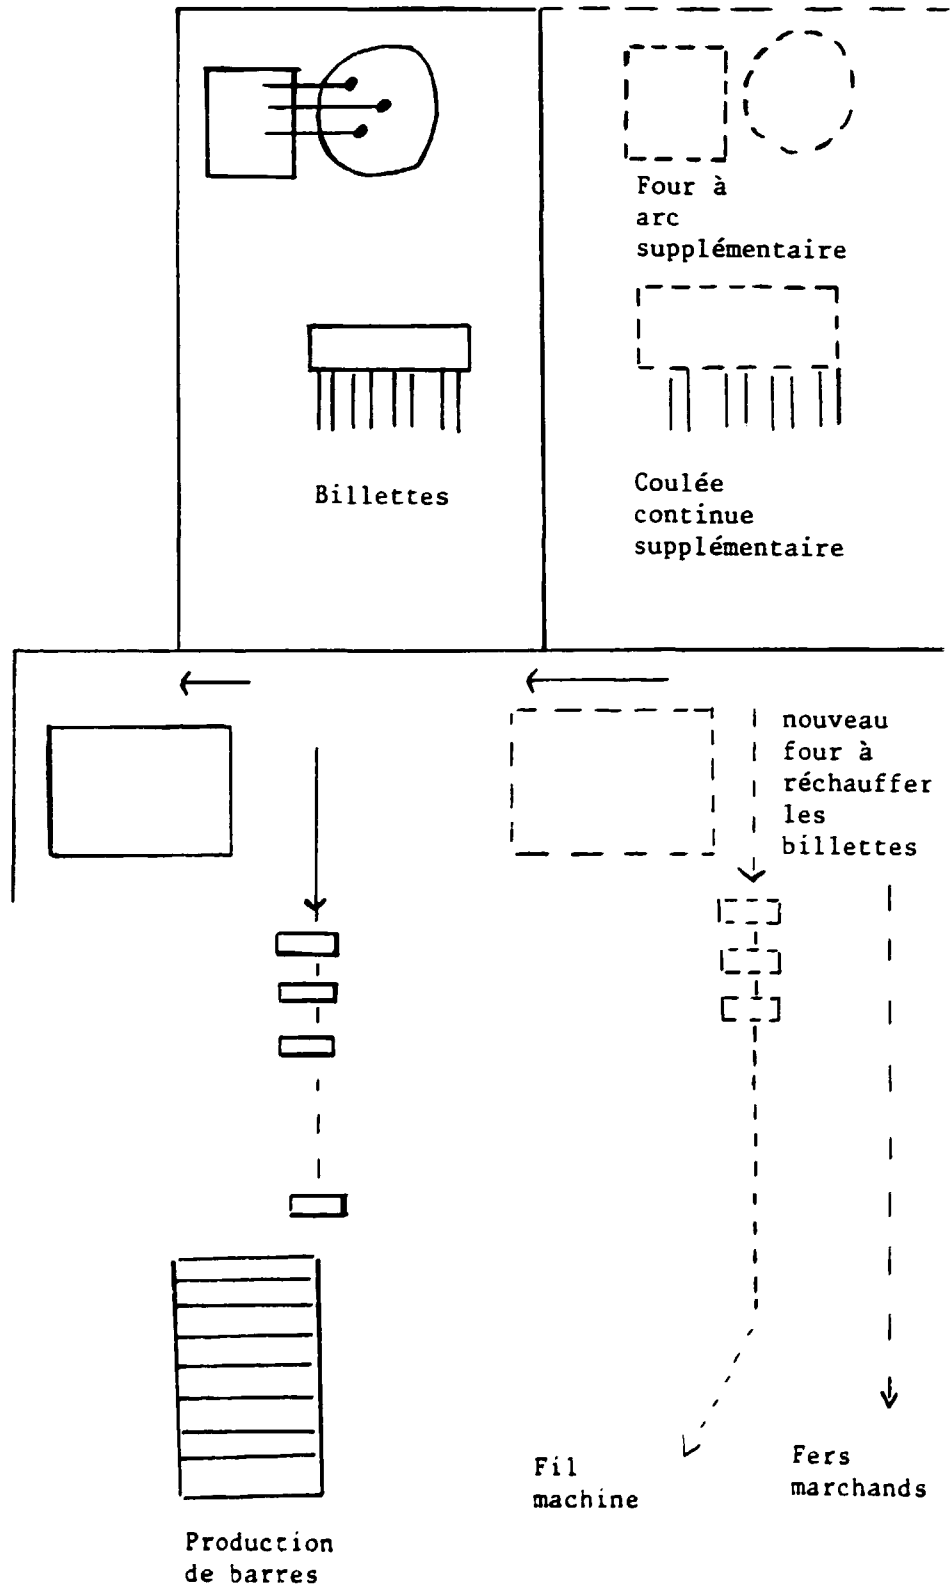 Four à
arc
supplémentaire
Billettes
Coulée
continue
supplémentaire
nouveau
four à
réchauffer
les
billettes
Fil
machine
Fers
marchands
Production
de barres